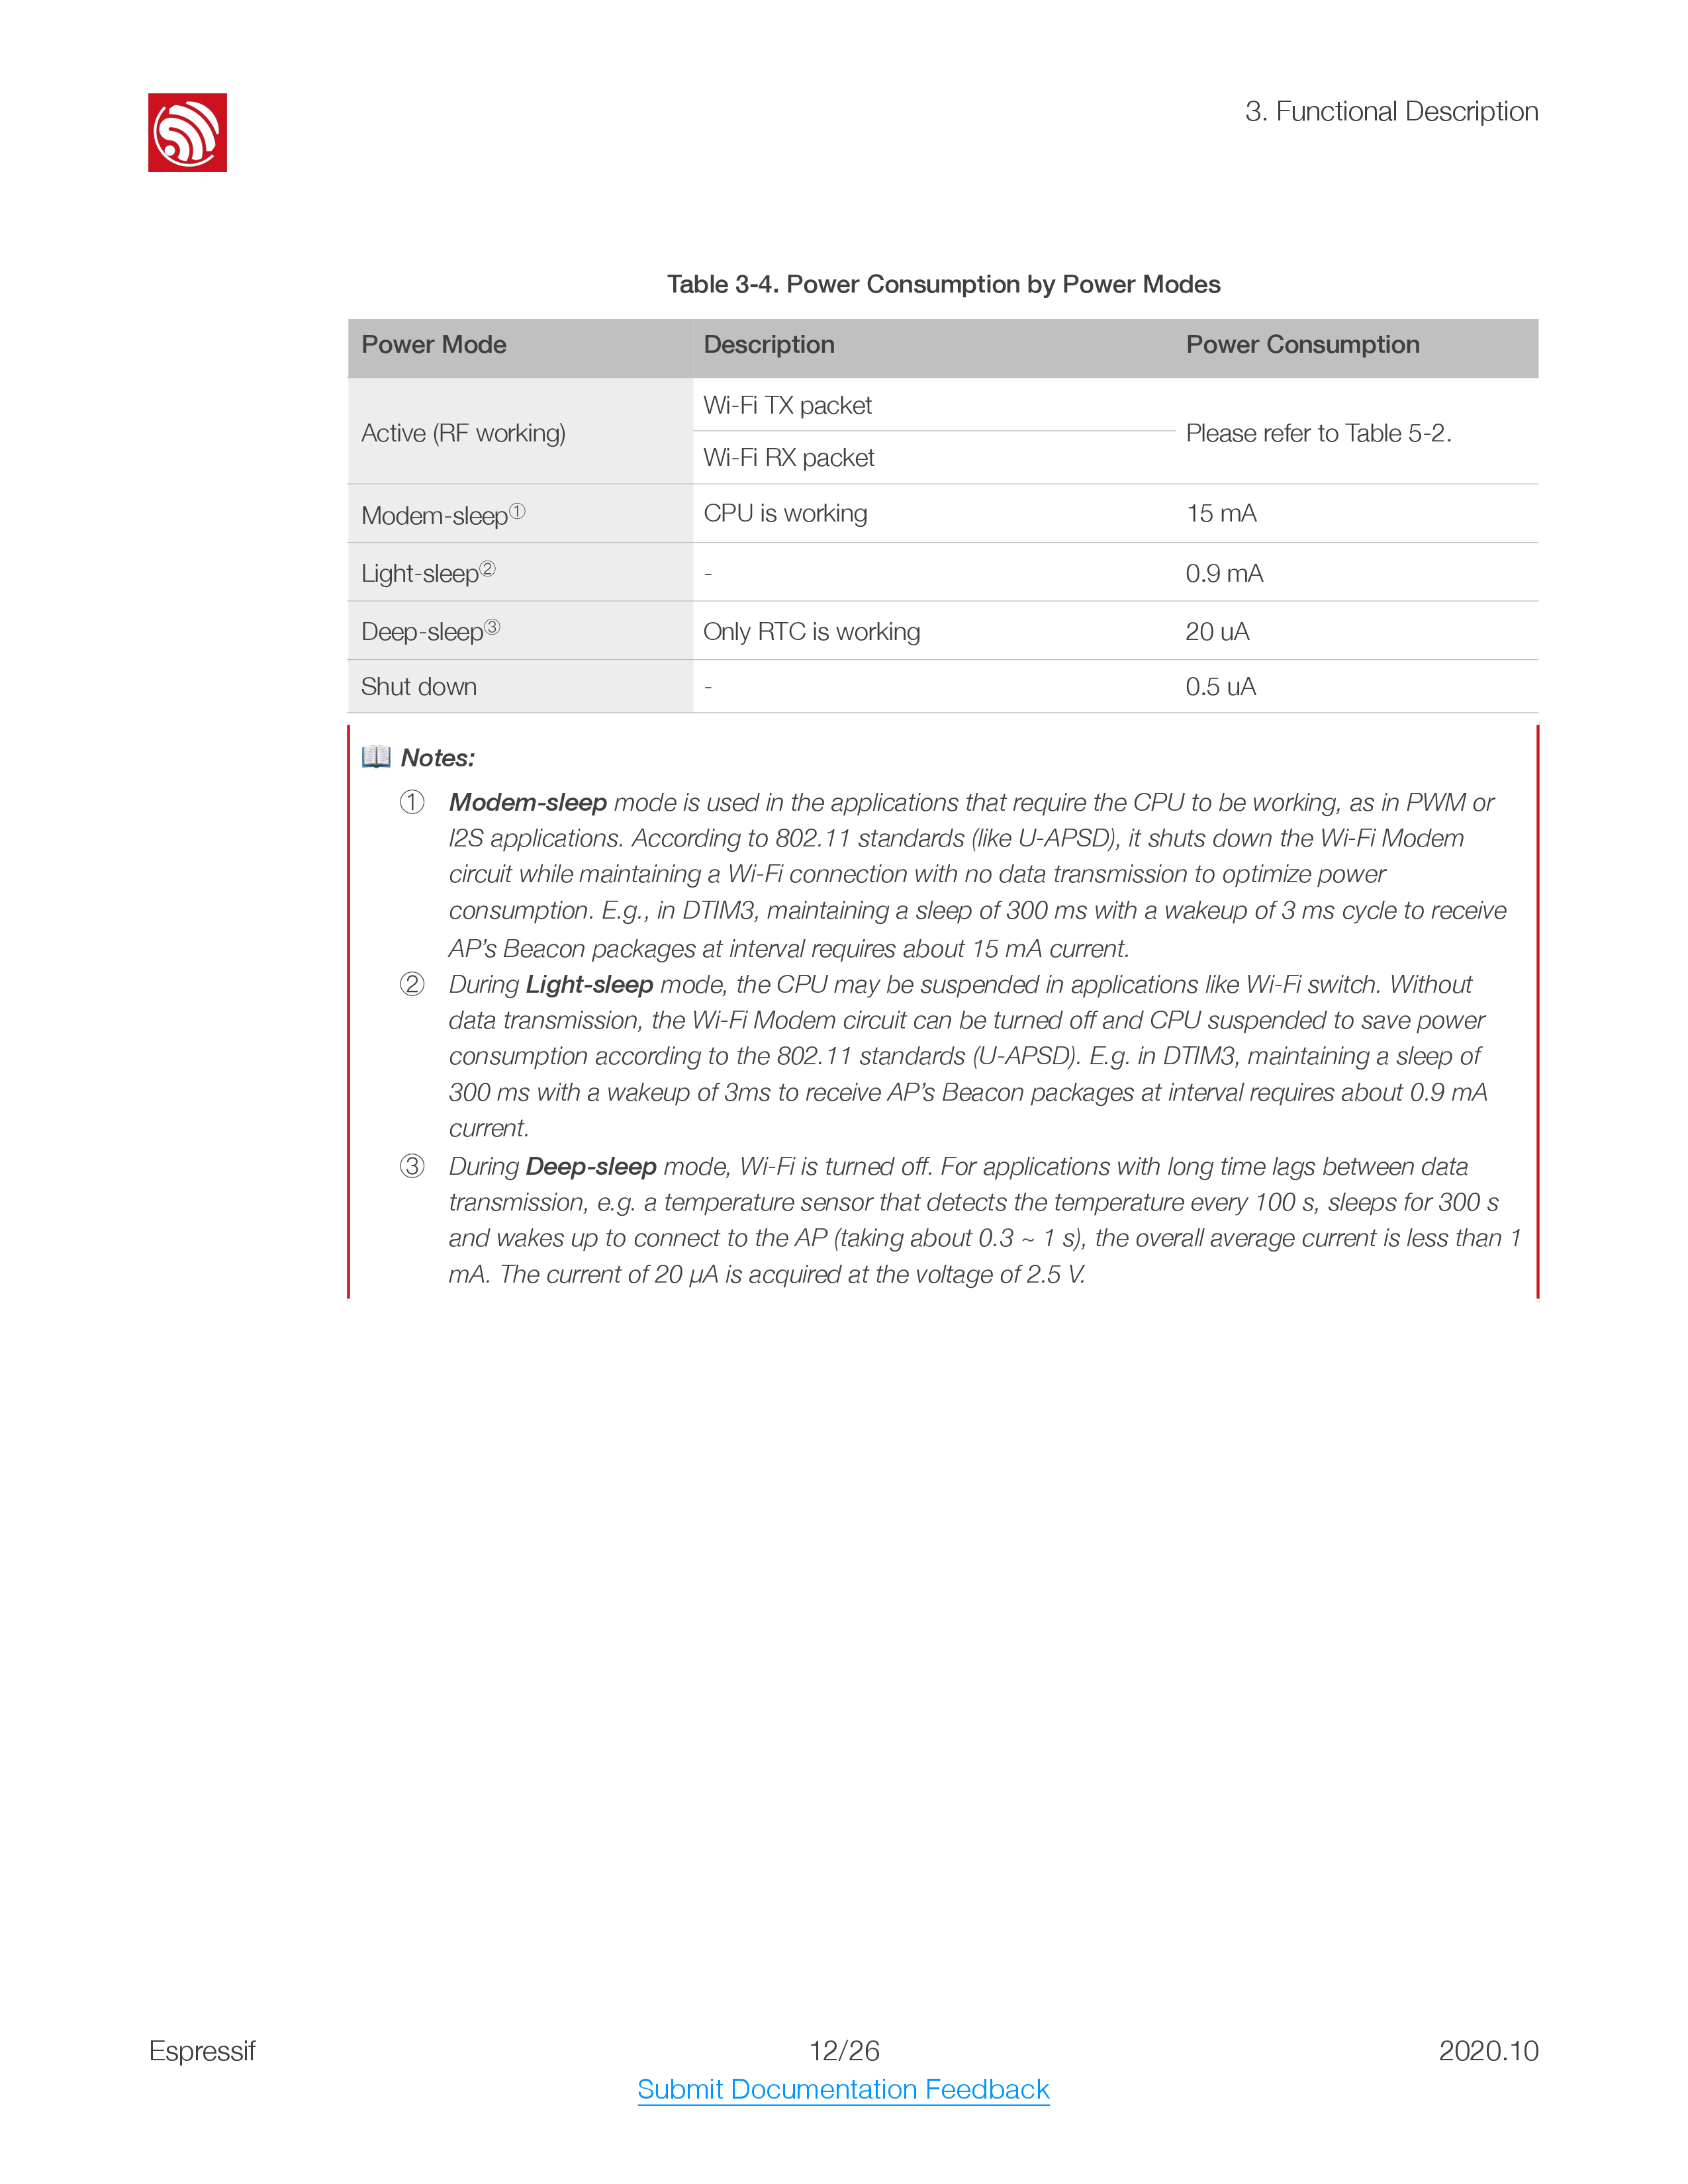 3. Functional Description
Table 3-4. Power Consumption by Power Modes
Power Mode Description Power Consumption
Active (RF working) Wi-Fi TX packet Please refer to Table 5-2.
Wi-Fi RX packet
Modem-sleep① CPU is working 15 mA
Light-sleep② - 0.9 mA
Deep-sleep③ Only RTC is working 20 uA
Shut down - 0.5 uA
📖 Notes:
① Modem-sleep mode is used in the applications that require the CPU to be working, as in PWM or
I2S applications. According to 802.11 standards (like U-APSD), it shuts down the Wi-Fi Modem
circuit while maintaining a Wi-Fi connection with no data transmission to optimize power
consumption. E.g., in DTIM3, maintaining a sleep of 300 ms with a wakeup of 3 ms cycle to receive
AP’s Beacon packages at interval requires about 15 mA current.
② During Light-sleep mode, the CPU may be suspended in applications like Wi-Fi switch. Without
data transmission, the Wi-Fi Modem circuit can be turned off and CPU suspended to save power
consumption according to the 802.11 standards (U-APSD). E.g. in DTIM3, maintaining a sleep of
300 ms with a wakeup of 3ms to receive AP’s Beacon packages at interval requires about 0.9 mA
current.
③ During Deep-sleep mode, Wi-Fi is turned off. For applications with long time lags between data
transmission, e.g. a temperature sensor that detects the temperature every 100 s, sleeps for 300 s
and wakes up to connect to the AP (taking about 0.3 ~ 1 s), the overall average current is less than 1
mA. The current of 20 μA is acquired at the voltage of 2.5 V.
Espressif 12/26 2020.10
Submit Documentation Feedback